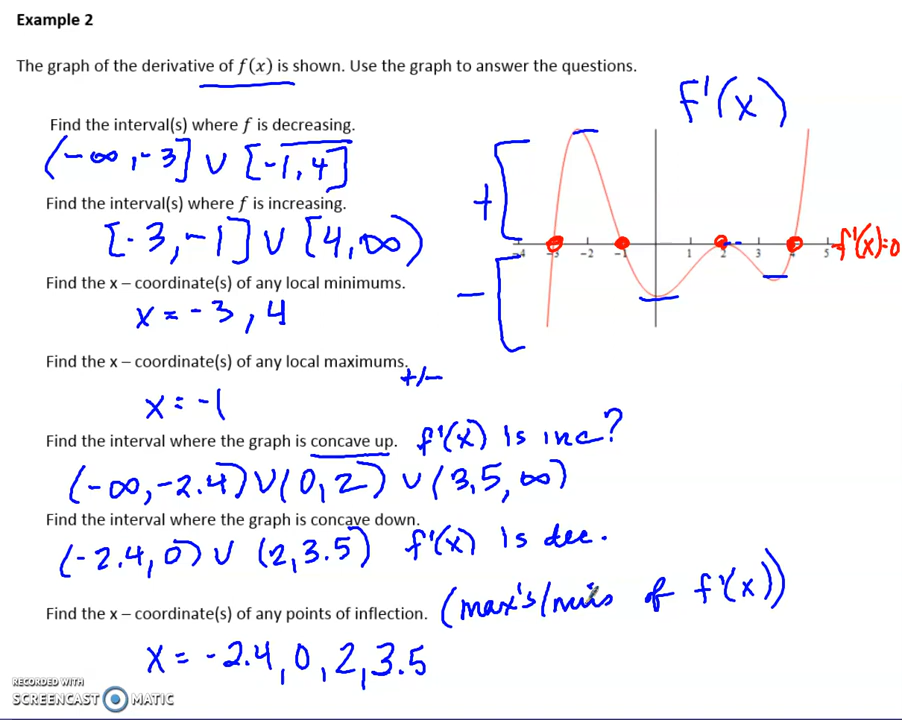 Example 2
The graph of the derivative of f(x) is shown. Use the graph to answer the questions.
f'(x)
Find the interval(s) where f is decreasing.
(-∞,-3] ∪ [-1,4]
+
Find the interval(s) where f is increasing.
[-3,-1] ∪ [4,∞)
-4 -3 -2 -1 1 2 3 4 5
f'(x)=0
Find the x – coordinate(s) of any local minimums.
x = -3, 4
-
Find the x – coordinate(s) of any local maximums.
+/-
x = -1
Find the interval where the graph is concave up. f'(x) is inc?
(-∞,-2.4) ∪ (0,2) ∪ (3.5,∞)
Find the interval where the graph is concave down.
(-2.4,0) ∪ (2,3.5) f'(x) is dec.
Find the x – coordinate(s) of any points of inflection. (max's/mins of f'(x))
x = -2.4, 0, 2, 3.5
RECORDED WITH
SCREENCAST O MATIC